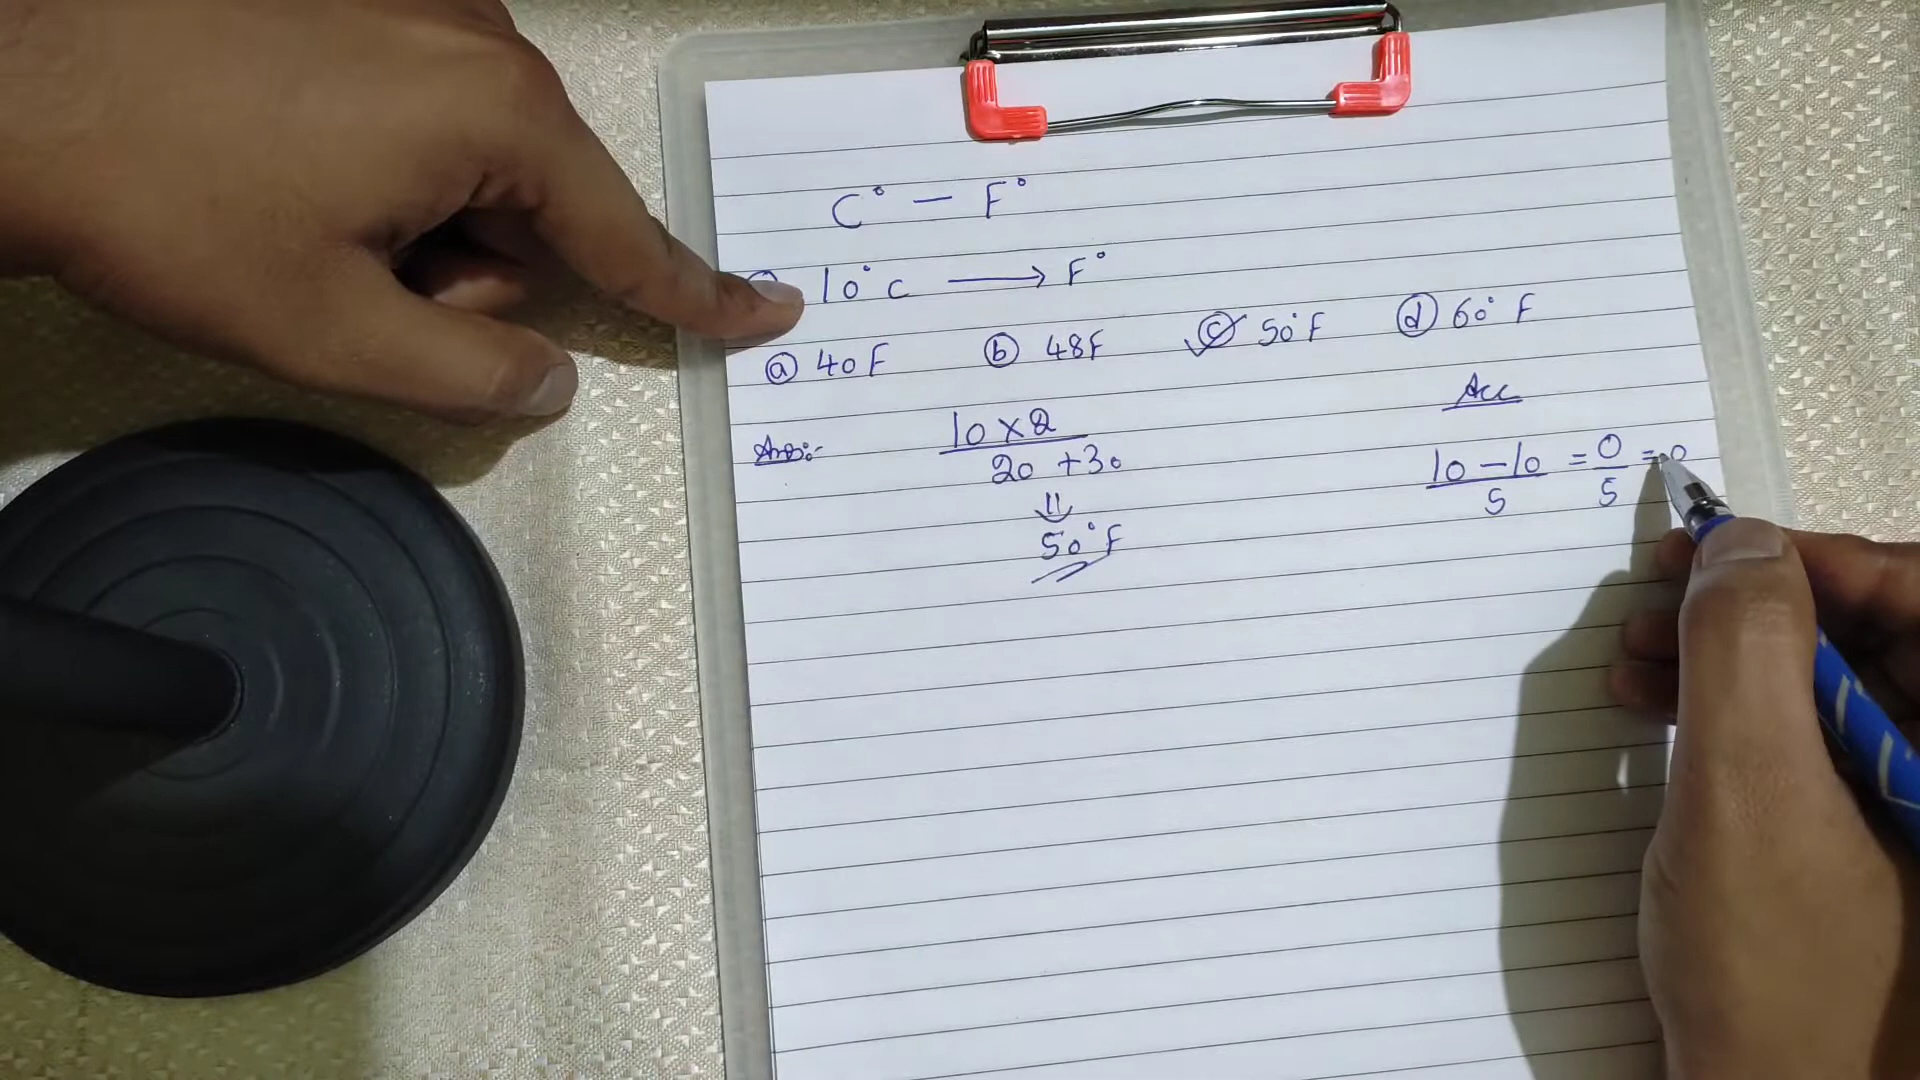 C° - F°
10°C ⟶ F°
ⓐ 40F ⓑ 48F ⓒ 50°F ⓓ 60°F
Acc
Ans:-
10 × 2
20 + 30
50°F
10 - 10 = 0 = 0
5 5